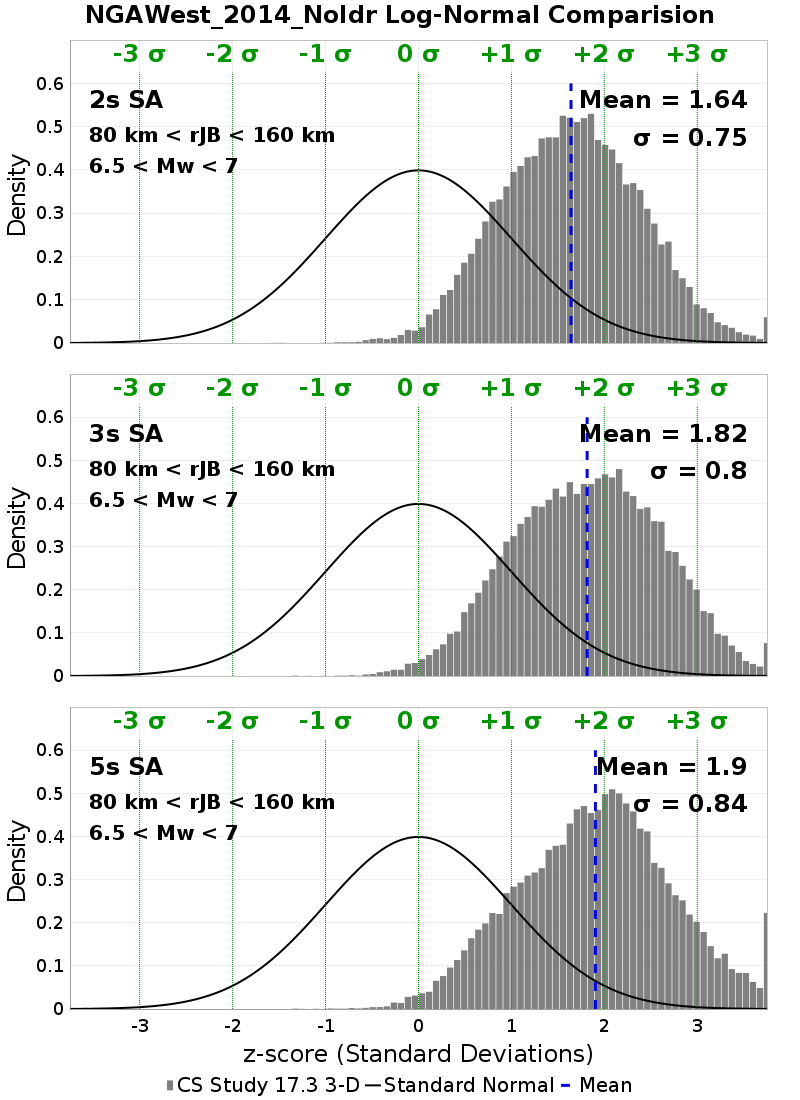 NGAWest_2014_NoIdr Log-Normal Comparision
-3 σ -2 σ -1 σ 0 σ +1 σ +2 σ +3 σ
0.6
2s SA Mean = 1.64
0.5
80 km < rJB < 160 km σ = 0.75
0.4
6.5 < Mw < 7
Density
0.3
0.2
0.1
0
-3 σ -2 σ -1 σ 0 σ +1 σ +2 σ +3 σ
0.6
3s SA Mean = 1.82
0.5
80 km < rJB < 160 km σ = 0.8
0.4
6.5 < Mw < 7
Density
0.3
0.2
0.1
0
-3 σ -2 σ -1 σ 0 σ +1 σ +2 σ +3 σ
0.6
5s SA Mean = 1.9
0.5
80 km < rJB < 160 km σ = 0.84
0.4
6.5 < Mw < 7
Density
0.3
0.2
0.1
0
-3 -2 -1 0 1 2 3
z-score (Standard Deviations)
CS Study 17.3 3-D Standard Normal Mean